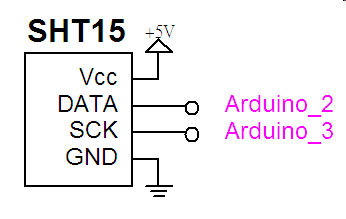 SHT15
+5V
Vcc
DATA Arduino_2
SCK Arduino_3
GND